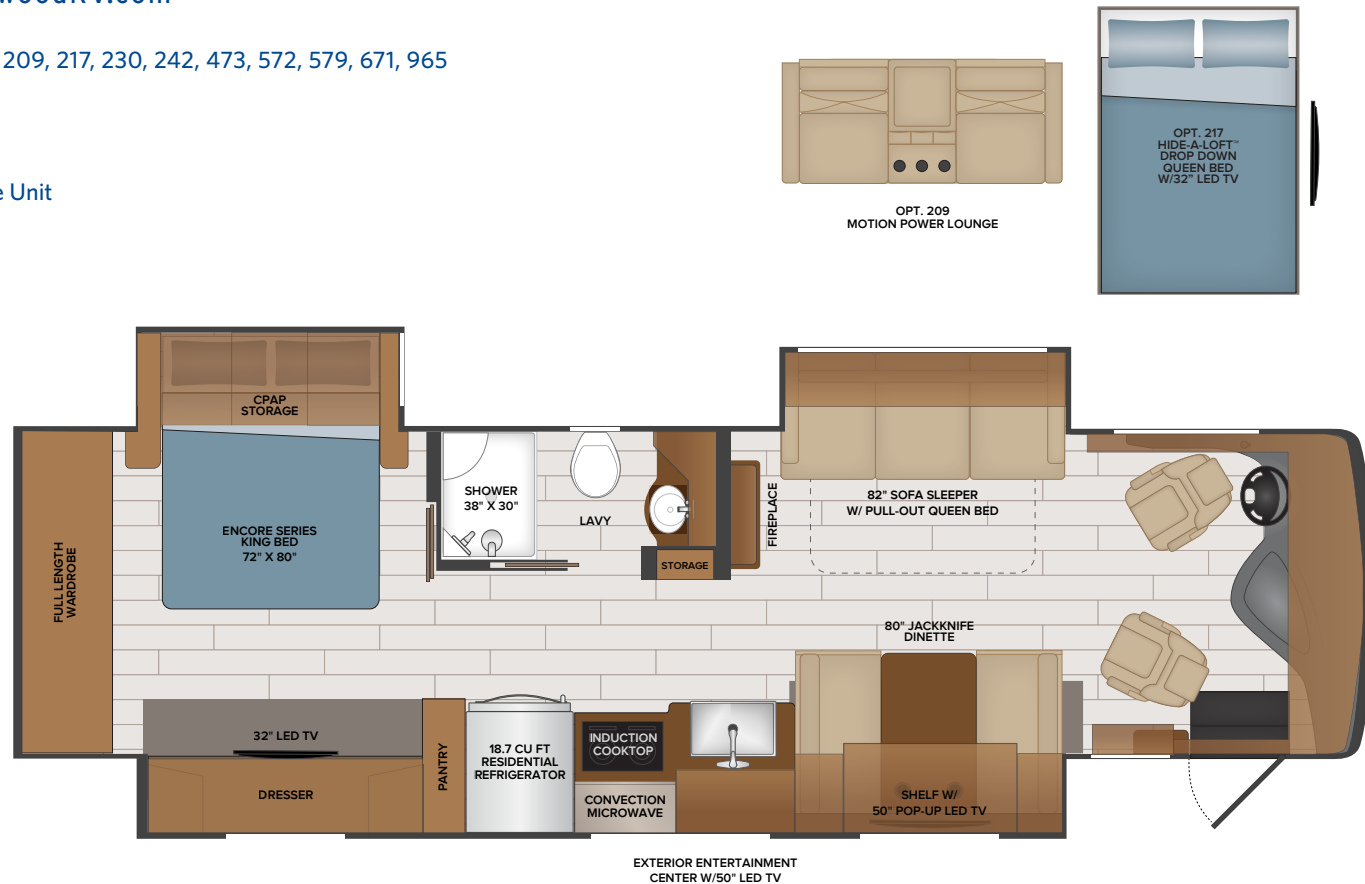 209, 217, 230, 242, 473, 572, 579, 671, 965
Unit
OPT. 209
MOTION POWER LOUNGE
OPT. 217
HIDE-A-LOFT™
DROP DOWN
QUEEN BED
W/32" LED TV
CPAP
STORAGE
ENCORE SERIES
KING BED
72" X 80"
FULL LENGTH
WARDROBE
SHOWER
38" X 30"
LAVY
STORAGE
FIREPLACE
82" SOFA SLEEPER
W/ PULL-OUT QUEEN BED
80" JACKKNIFE
DINETTE
32" LED TV
DRESSER
PANTRY
18.7 CU FT
RESIDENTIAL
REFRIGERATOR
INDUCTION
COOKTOP
CONVECTION
MICROWAVE
SHELF W/
50" POP-UP LED TV
EXTERIOR ENTERTAINMENT
CENTER W/50" LED TV